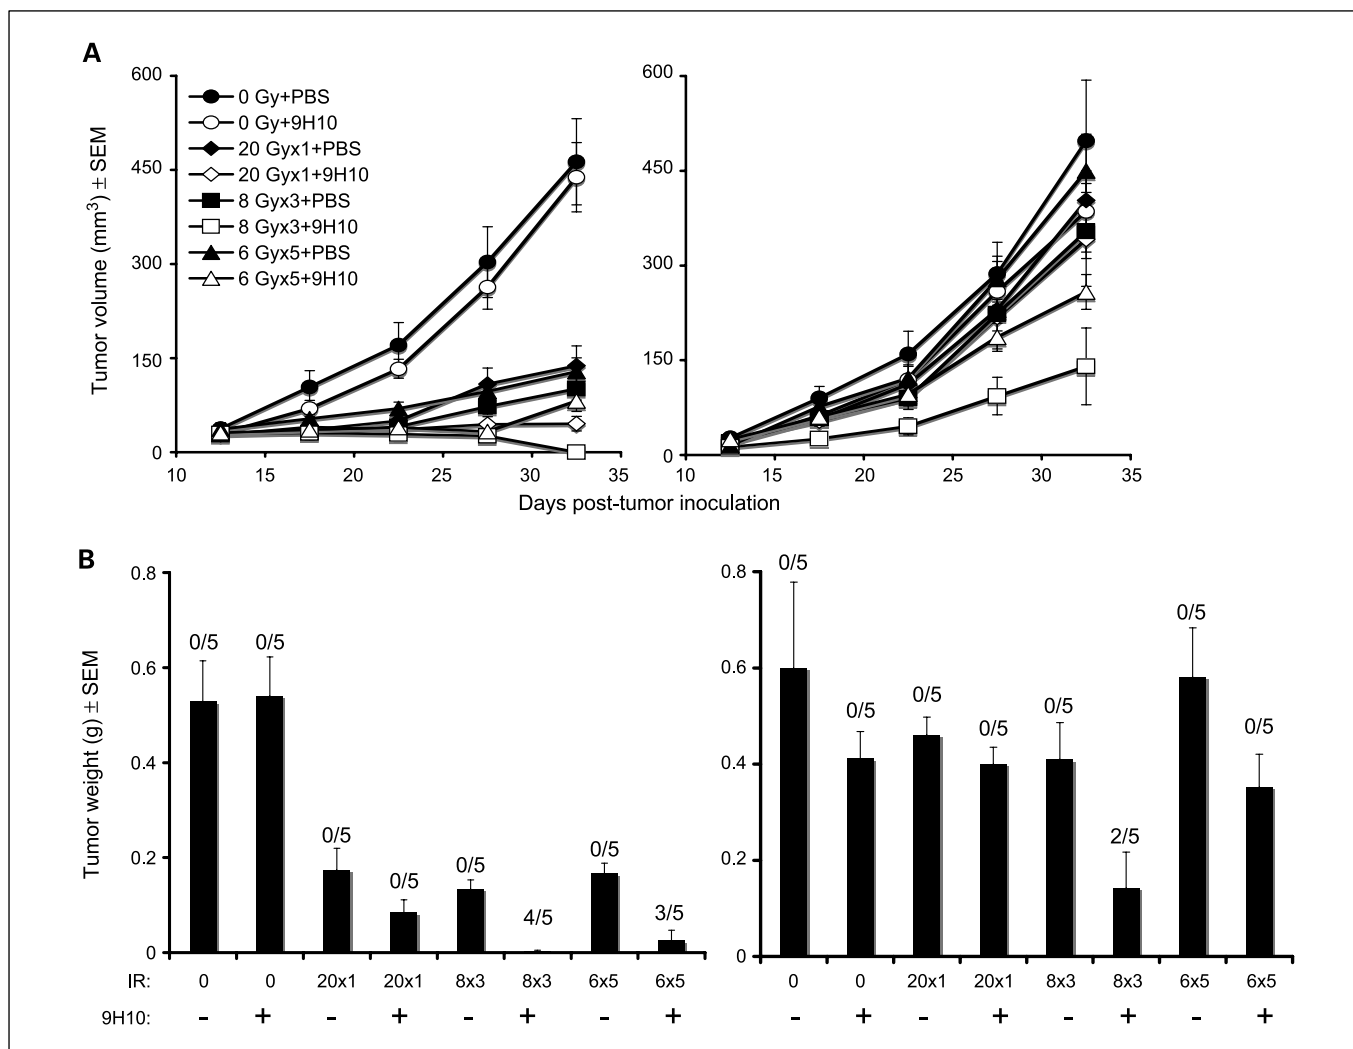 A
600
450
300
150
0
10 15 20 25 30 35
Tumor volume (mm³) ± SEM
0 Gy+PBS
0 Gy+9H10
20 Gyx1+PBS
20 Gyx1+9H10
8 Gyx3+PBS
8 Gyx3+9H10
6 Gyx5+PBS
6 Gyx5+9H10
600
450
300
150
0
10 15 20 25 30 35
Days post-tumor inoculation
B
0.8
0.6
0.4
0.2
0
Tumor weight (g) ± SEM
0/5 0/5 0/5 0/5 0/5 4/5 0/5 3/5
0.8
0.6
0.4
0.2
0
0/5 0/5 0/5 0/5 0/5 2/5 0/5 0/5
IR: 0 0 20x1 20x1 8x3 8x3 6x5 6x5 0 0 20x1 20x1 8x3 8x3 6x5 6x5
9H10: - + - + - + - + - + - + - + - +